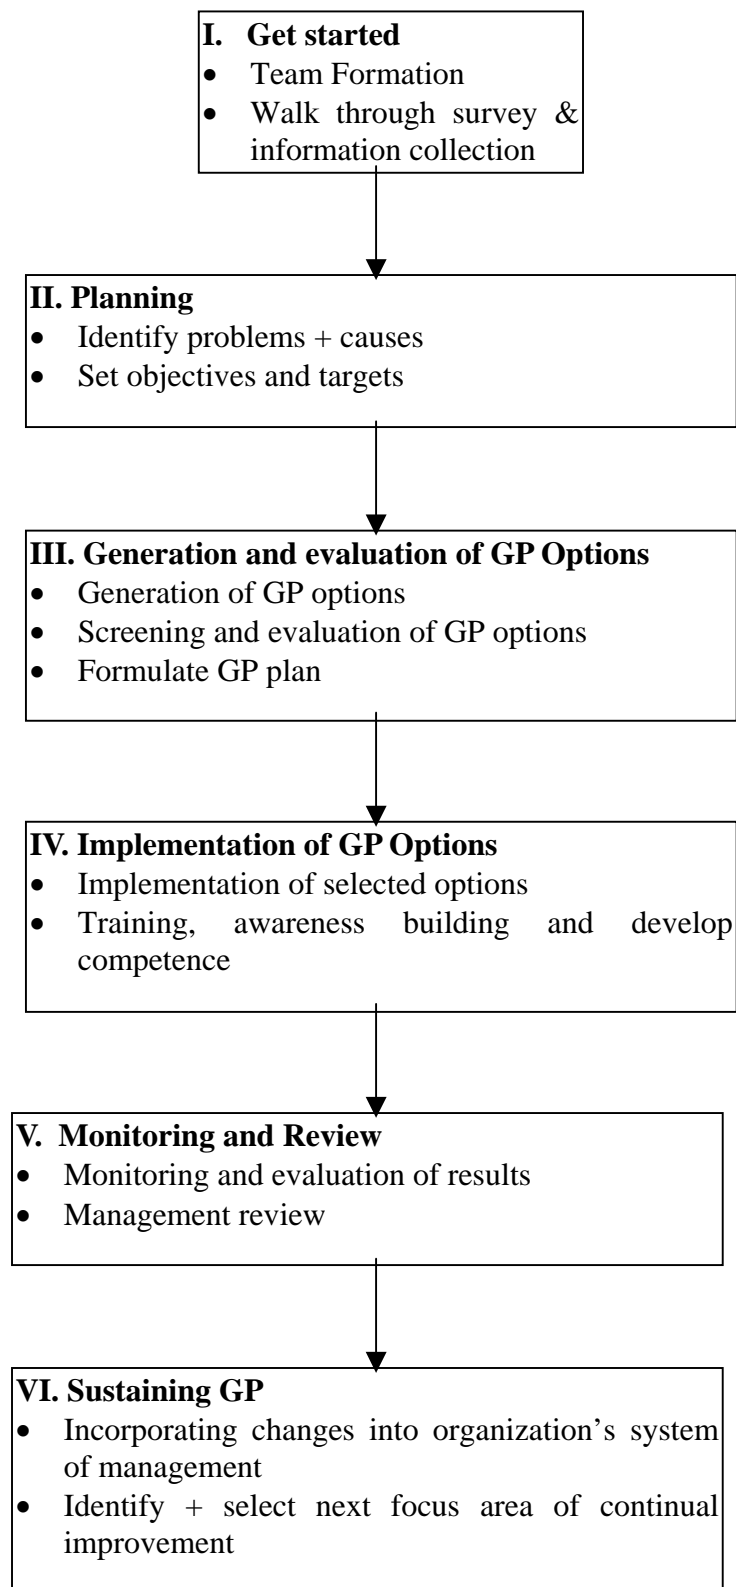 I. Get started
• Team Formation
• Walk through survey &
information collection
II. Planning
• Identify problems + causes
• Set objectives and targets
III. Generation and evaluation of GP Options
• Generation of GP options
• Screening and evaluation of GP options
• Formulate GP plan
IV. Implementation of GP Options
• Implementation of selected options
• Training, awareness building and develop
competence
V. Monitoring and Review
• Monitoring and evaluation of results
• Management review
VI. Sustaining GP
• Incorporating changes into organization’s system
of management
• Identify + select next focus area of continual
improvement